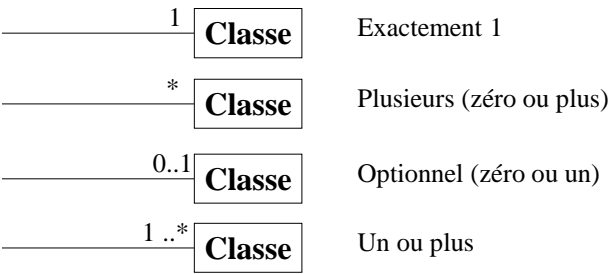 1 Classe Exactement 1
* Classe Plusieurs (zéro ou plus)
0..1 Classe Optionnel (zéro ou un)
1 ..* Classe Un ou plus